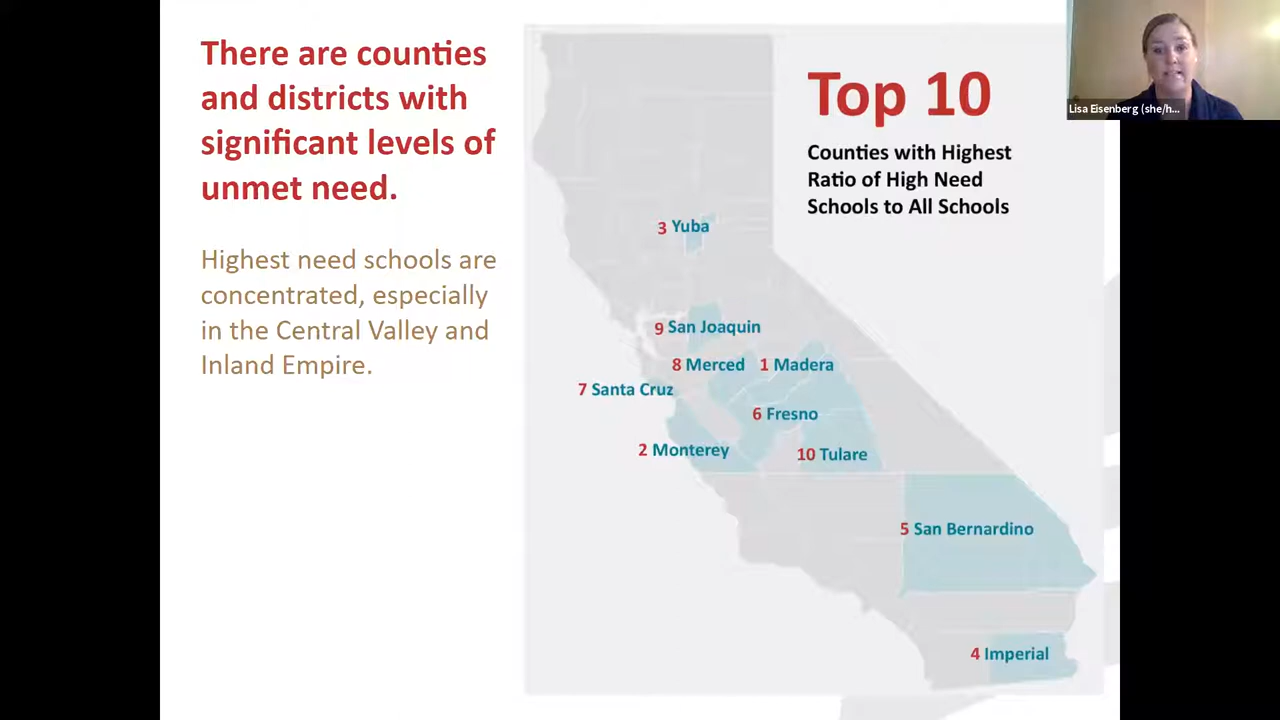 There are counties
and districts with
significant levels of
unmet need.
Highest need schools are
concentrated, especially
in the Central Valley and
Inland Empire.
Top 10
Counties with Highest
Ratio of High Need
Schools to All Schools
3 Yuba
9 San Joaquin
8 Merced
1 Madera
7 Santa Cruz
6 Fresno
2 Monterey
10 Tulare
5 San Bernardino
4 Imperial
Lisa Eisenberg (she/h...